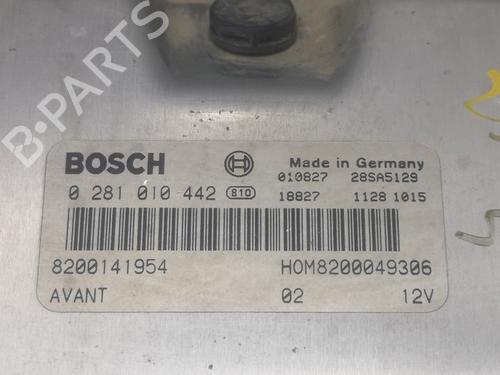 B-PARTS
BOSCH
Made in Germany
010827 28SA5129
0 281 010 442 810
18827 1128 1015
8200141954 HOM8200049306
AVANT 02 12V